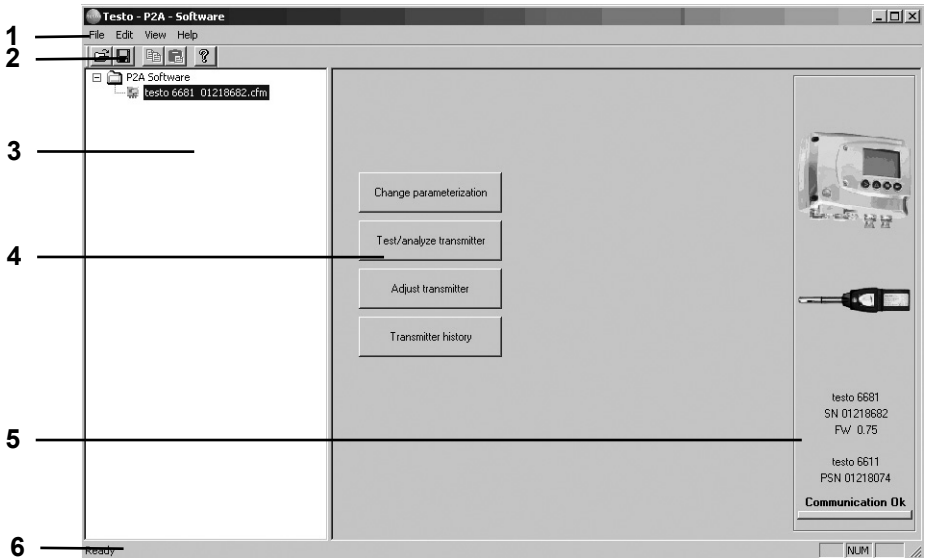 Testo - P2A - Software
1
File Edit View Help
2
P2A Software
testo 6681 01218682.cfm
3
Change parameterization
Test/analyze transmitter
4
Adjust transmitter
Transmitter history
testo 6681
SN 01218682
FW 0.75
5
testo 6611
PSN 01218074
Communication Ok
6
Ready
NUM